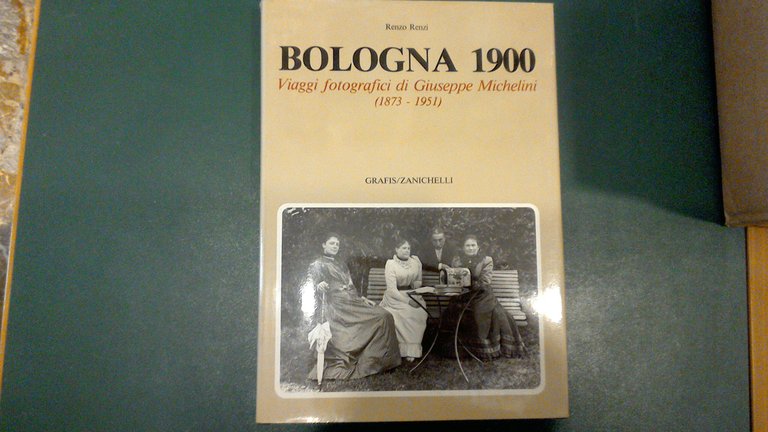 Renzo Renzi
BOLOGNA 1900
Viaggi fotografici di Giuseppe Michelini
(1873 - 1951)
GRAFIS/ZANICHELLI